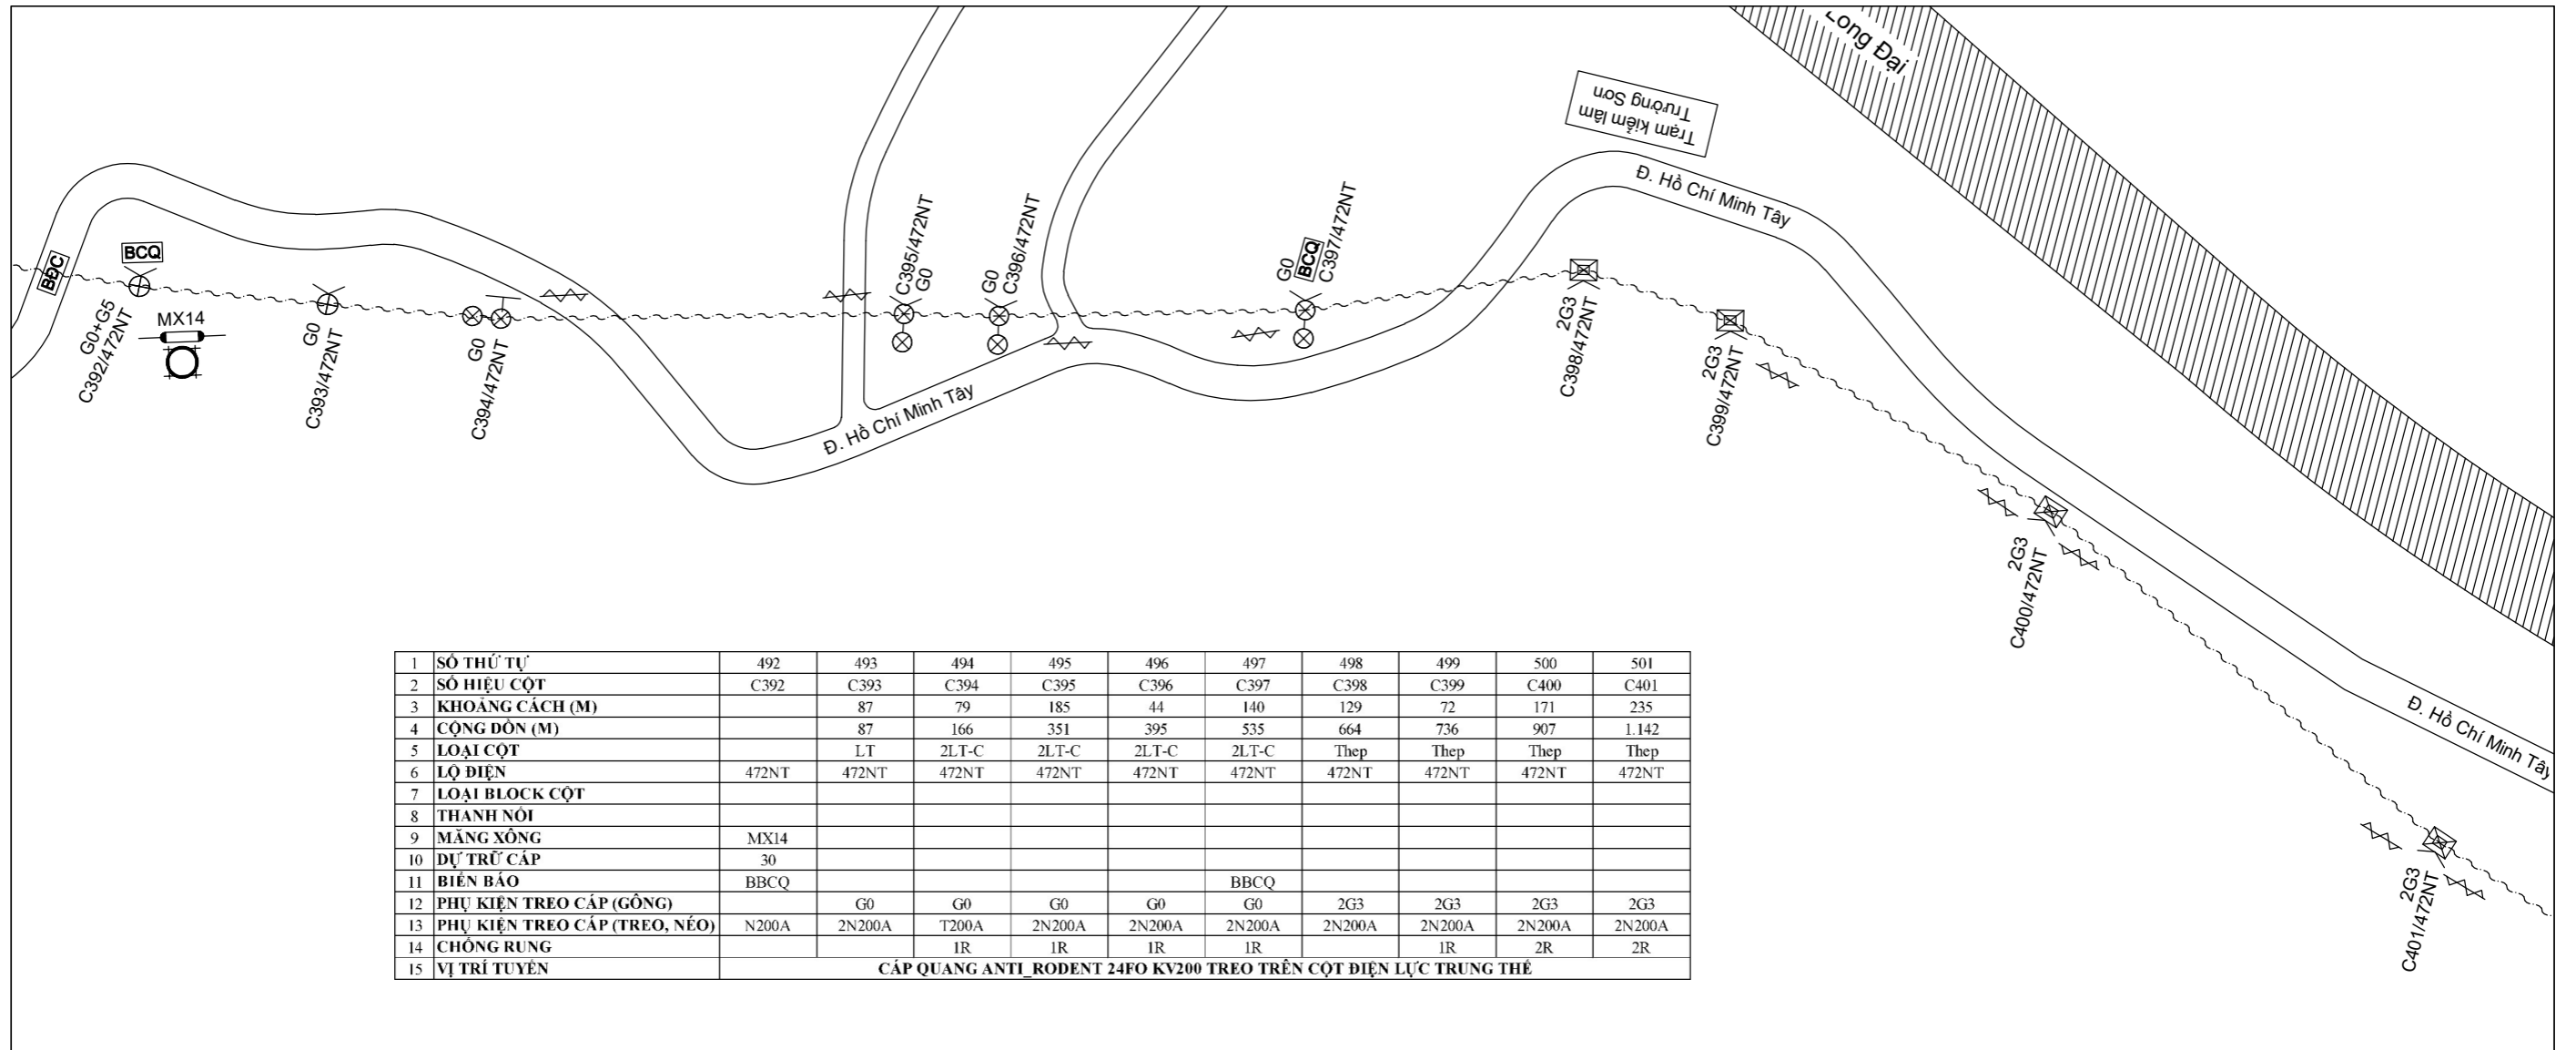 Long Đại
Trạm kiểm lâm
Trường Sơn
Đ. Hồ Chí Minh Tây
BĐC
BCQ
G0+G5
C392/472NT
MX14
G0
C393/472NT
G0
C394/472NT
C395/472NT
G0
G0
C396/472NT
G0
BCQ
C397/472NT
2G3
C398/472NT
2G3
C399/472NT
Đ. Hồ Chí Minh Tây
2G3
C400/472NT
Đ. Hồ Chí Minh Tây
2G3
C401/472NT
1 SỐ THỨ TỰ 492 493 494 495 496 497 498 499 500 501
2 SỐ HIỆU CỘT C392 C393 C394 C395 C396 C397 C398 C399 C400 C401
3 KHOẢNG CÁCH (M) 87 79 185 44 140 129 72 171 235
4 CỘNG DỒN (M) 87 166 351 395 535 664 736 907 1.142
5 LOẠI CỘT LT 2LT-C 2LT-C 2LT-C 2LT-C Thep Thep Thep Thep
6 LỘ ĐIỆN 472NT 472NT 472NT 472NT 472NT 472NT 472NT 472NT 472NT 472NT
7 LOẠI BLOCK CỘT
8 THANH NỐI
9 MĂNG XÔNG MX14
10 DỰ TRỮ CÁP 30
11 BIỂN BÁO BBCQ BBCQ
12 PHỤ KIỆN TREO CÁP (GÔNG) G0 G0 G0 G0 G0 2G3 2G3 2G3 2G3
13 PHỤ KIỆN TREO CÁP (TREO, NÉO) N200A 2N200A T200A 2N200A 2N200A 2N200A 2N200A 2N200A 2N200A 2N200A
14 CHỐNG RUNG 1R 1R 1R 1R 1R 2R 2R
15 VỊ TRÍ TUYẾN CÁP QUANG ANTI_RODENT 24FO KV200 TREO TRÊN CỘT ĐIỆN LỰC TRUNG THẾ